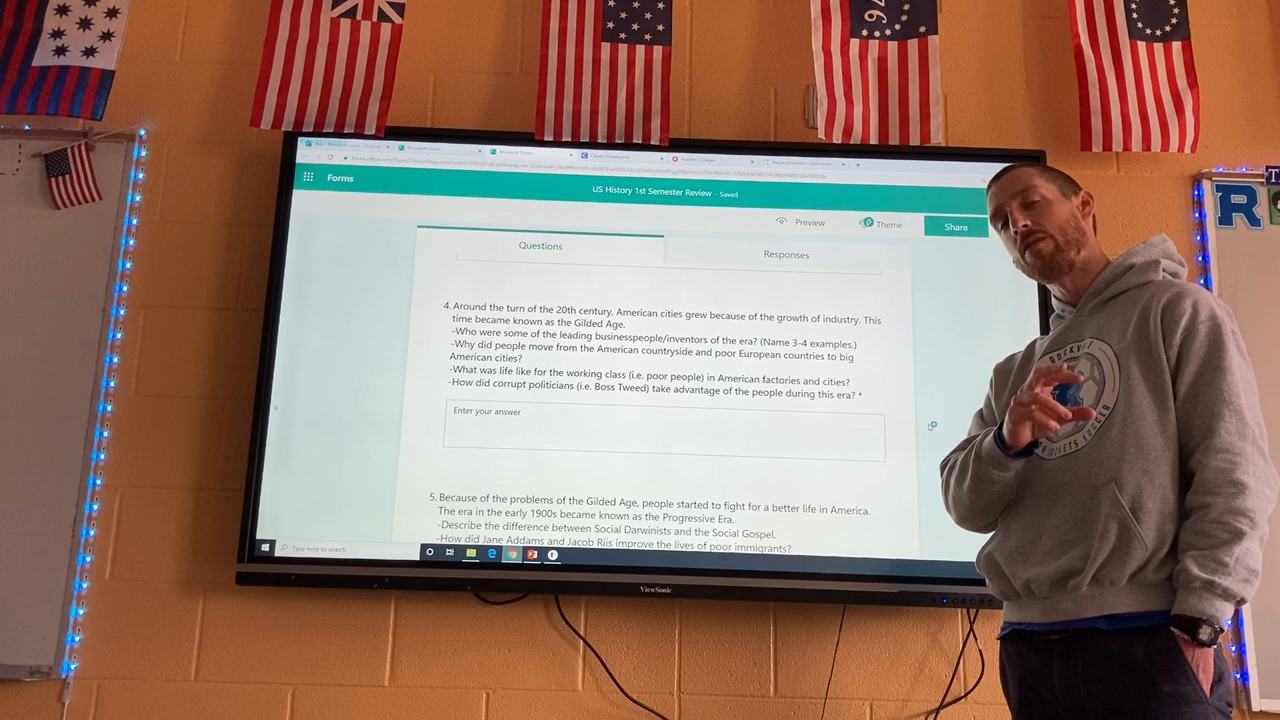 76
Forms
US History 1st Semester Review - Saved
Preview
Theme
Share
Questions
Responses
4. Around the turn of the 20th century, American cities grew because of the growth of industry. This
time became known as the Gilded Age.
-Who were some of the leading businesspeople/inventors of the era? (Name 3-4 examples.)
-Why did people move from the American countryside and poor European countries to big
American cities?
-What was life like for the working class (i.e. poor people) in American factories and cities?
-How did corrupt politicians (i.e. Boss Tweed) take advantage of the people during this era? *
Enter your answer
5. Because of the problems of the Gilded Age, people started to fight for a better life in America.
The era in the early 1900s became known as the Progressive Era.
-Describe the difference between Social Darwinists and the Social Gospel.
-How did Jane Addams and Jacob Riis improve the lives of poor immigrants?
Type here to search
ViewSonic
R
SOCCER